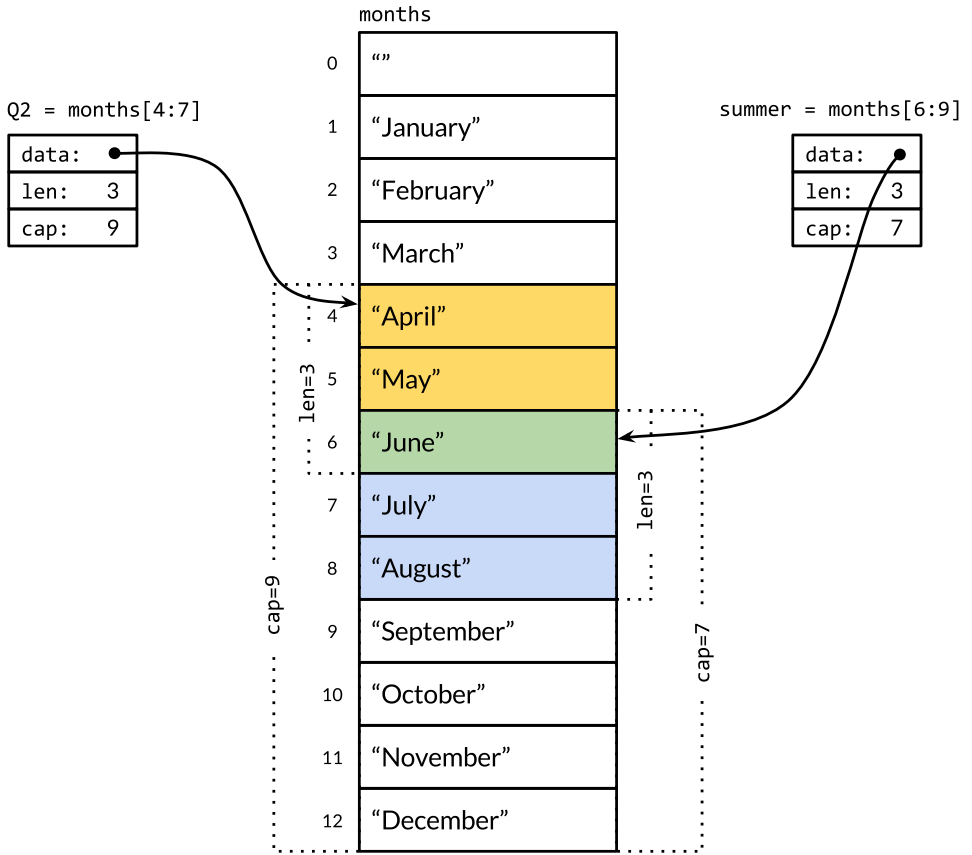 months
Q2 = months[4:7]
data:
len: 3
cap: 9
summer = months[6:9]
data:
len: 3
cap: 7
0 “”
1 “January”
2 “February”
3 “March”
4 “April”
5 “May”
6 “June”
7 “July”
8 “August”
9 “September”
10 “October”
11 “November”
12 “December”
len=3
cap=9
len=3
cap=7